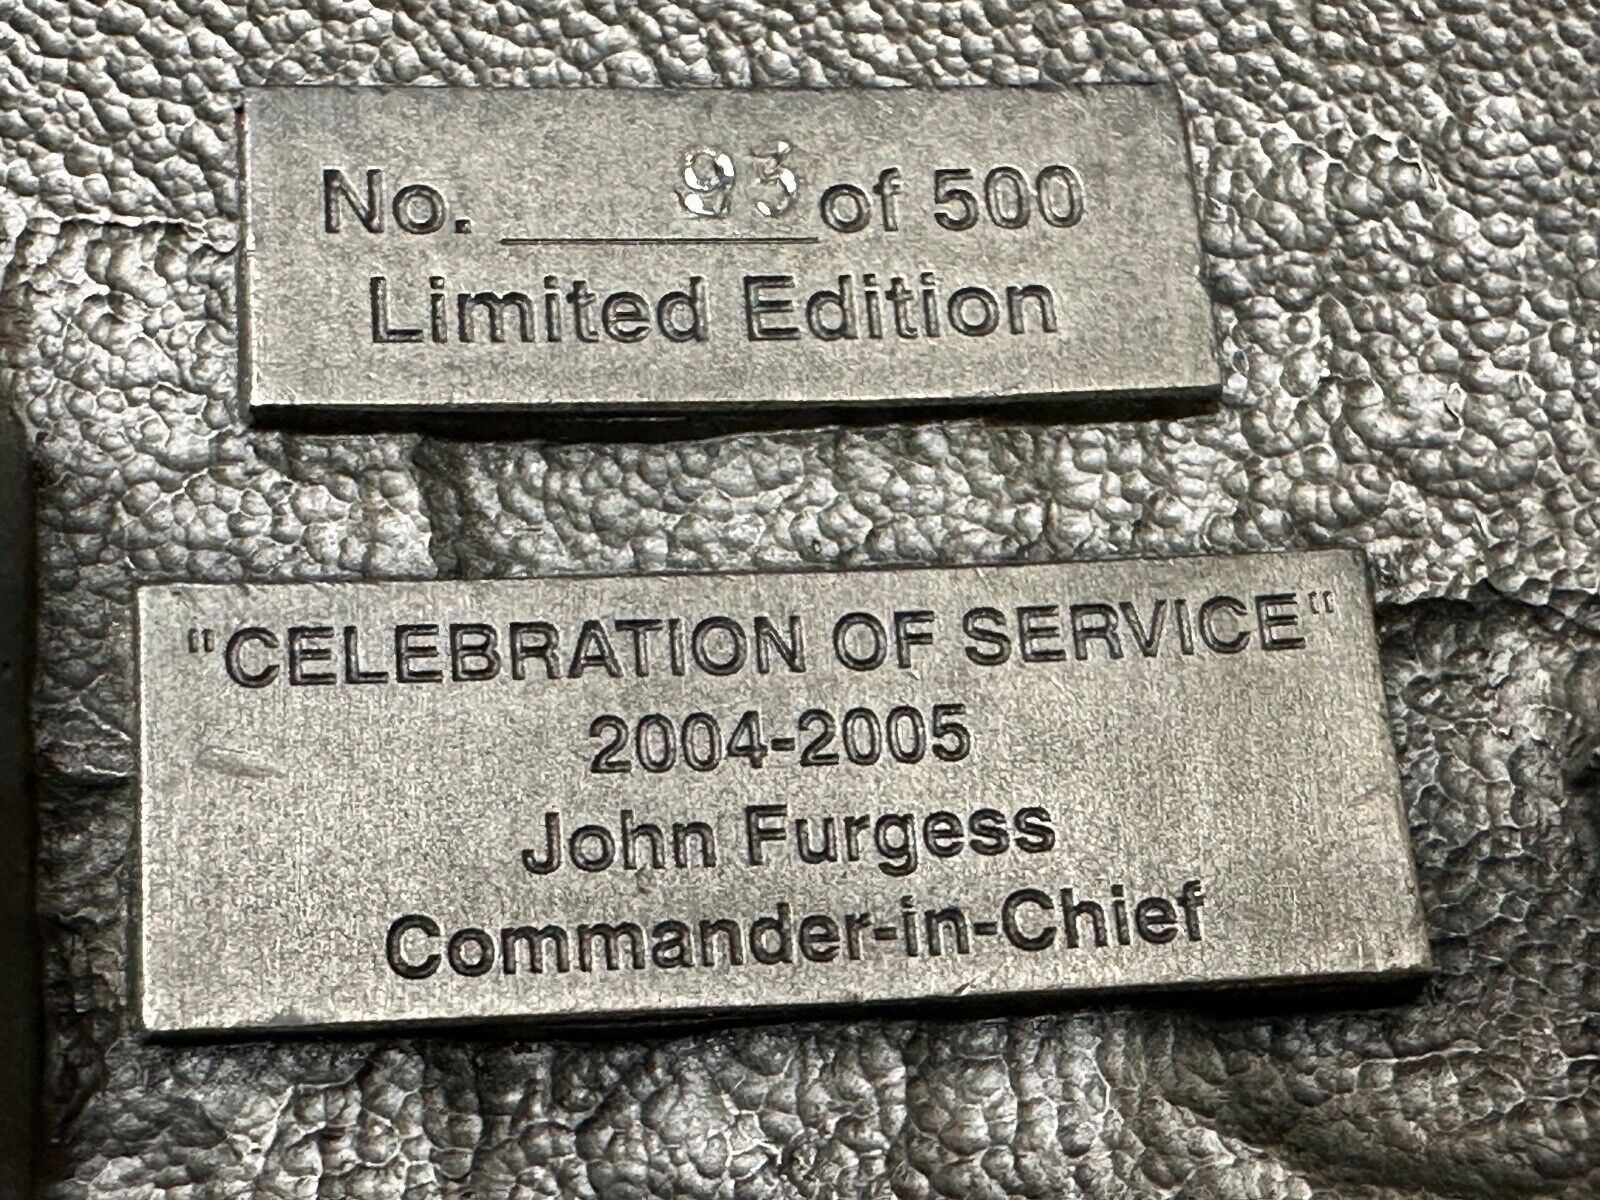 No. 93 of 500
Limited Edition
"CELEBRATION OF SERVICE"
2004-2005
John Furgess
Commander-in-Chief